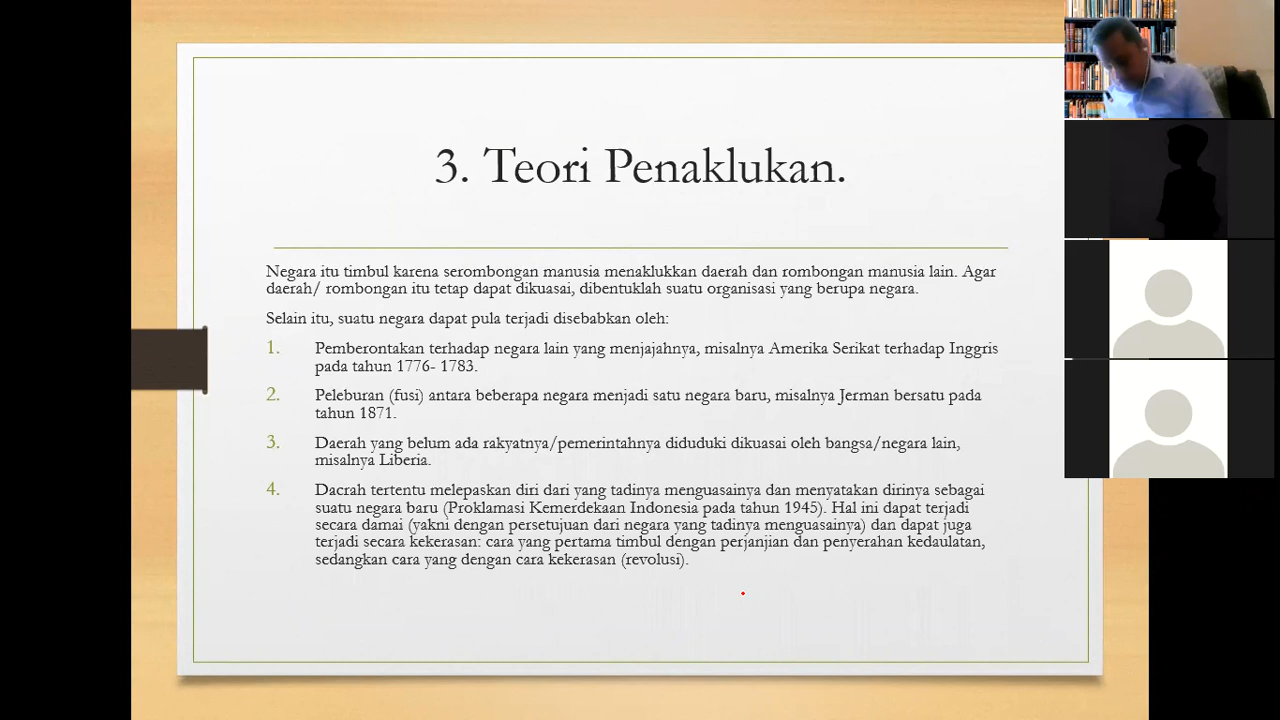 3. Teori Penaklukan.
Negara itu timbul karena serombongan manusia menaklukkan daerah dan rombongan manusia lain. Agar
daerah/ rombongan itu tetap dapat dikuasai, dibentuklah suatu organisasi yang berupa negara.
Selain itu, suatu negara dapat pula terjadi disebabkan oleh:
1. Pemberontakan terhadap negara lain yang menjajahnya, misalnya Amerika Serikat terhadap Inggris
pada tahun 1776- 1783.
2. Peleburan (fusi) antara beberapa negara menjadi satu negara baru, misalnya Jerman bersatu pada
tahun 1871.
3. Daerah yang belum ada rakyatnya/pemerintahnya diduduki dikuasai oleh bangsa/negara lain,
misalnya Liberia.
4. Dacrah tertentu melepaskan diri dari yang tadinya menguasainya dan menyatakan dirinya sebagai
suatu negara baru (Proklamasi Kemerdekaan Indonesia pada tahun 1945). Hal ini dapat terjadi
secara damai (yakni dengan persetujuan dari negara yang tadinya menguasainya) dan dapat juga
terjadi secara kekerasan: cara yang pertama timbul dengan perjanjian dan penyerahan kedaulatan,
sedangkan cara yang dengan cara kekerasan (revolusi).